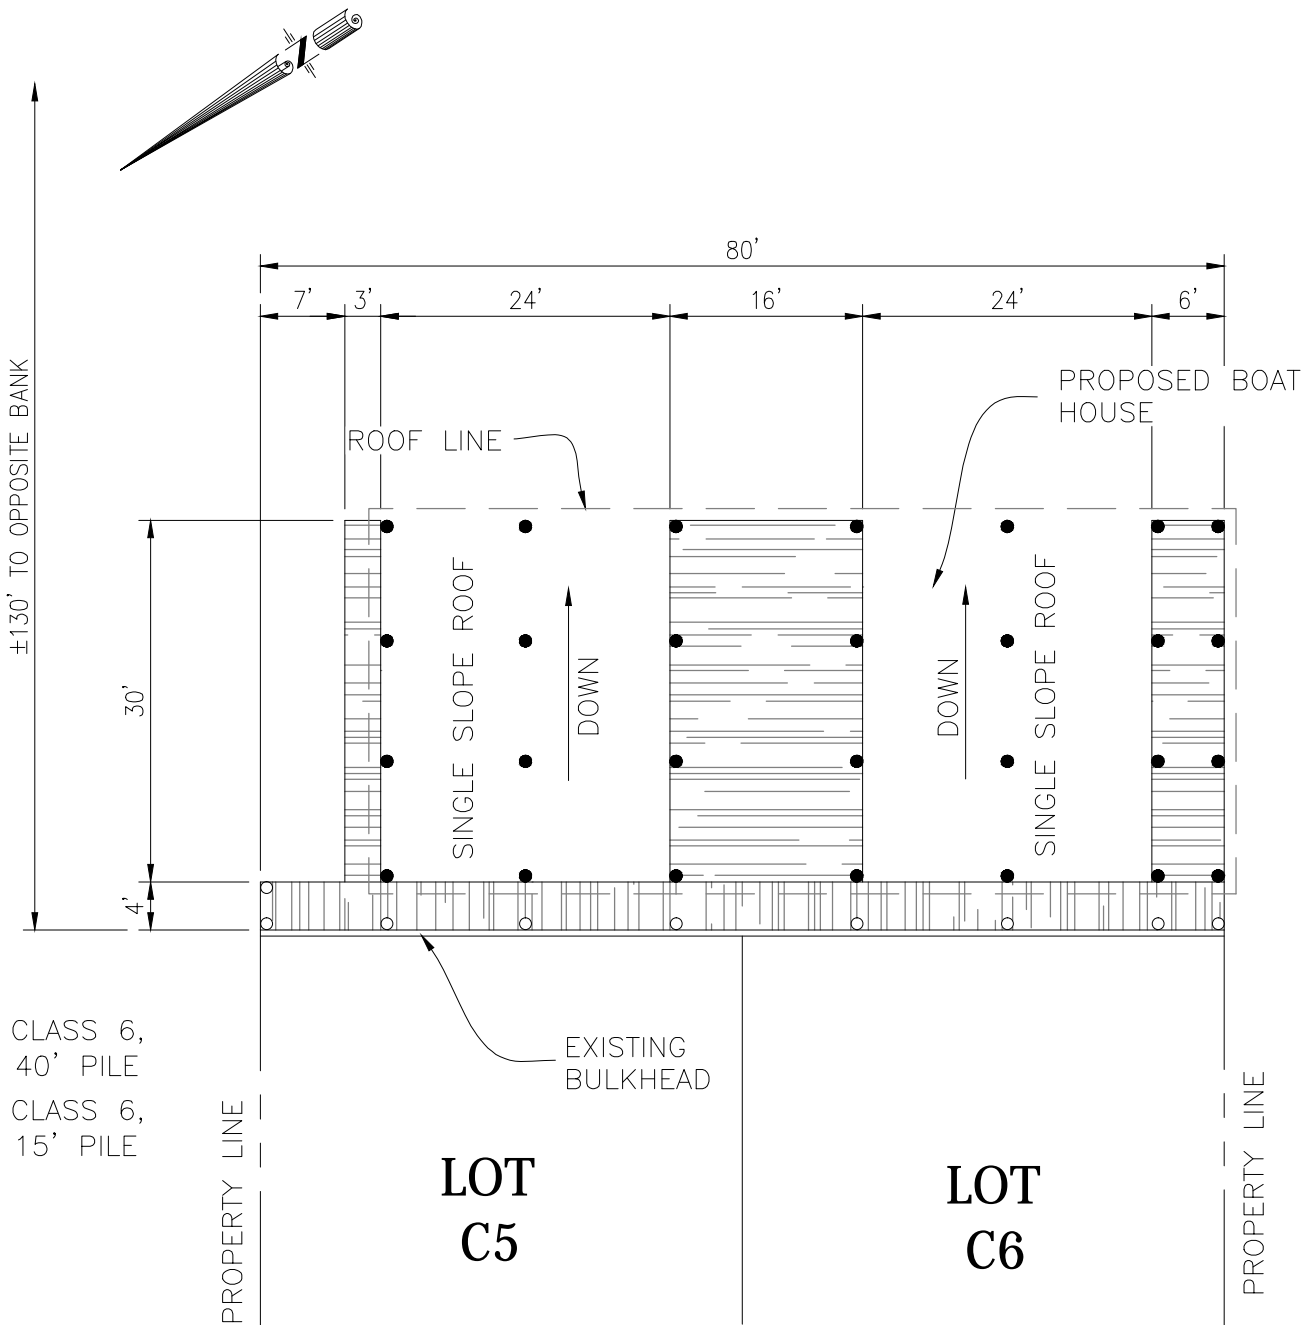 N
80'
7'
3'
24'
16'
24'
6'
PROPOSED BOAT
HOUSE
ROOF LINE
±130' TO OPPOSITE BANK
30'
4'
SINGLE SLOPE ROOF
DOWN
DOWN
SINGLE SLOPE ROOF
CLASS 6,
40' PILE
CLASS 6,
15' PILE
EXISTING
BULKHEAD
PROPERTY LINE
LOT
C5
LOT
C6
PROPERTY LINE